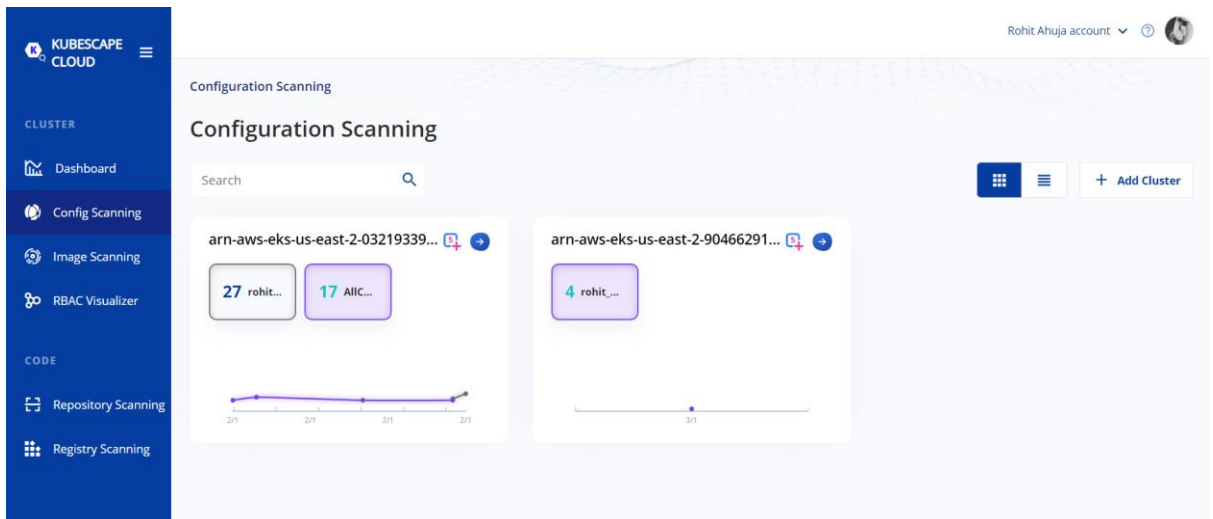 KUBESCAPE
CLOUD
CLUSTER
Dashboard
Config Scanning
Image Scanning
RBAC Visualizer
CODE
Repository Scanning
Registry Scanning
Rohit Ahuja account
Configuration Scanning
Configuration Scanning
Search
+ Add Cluster
arn-aws-eks-us-east-2-03219339...
27 rohit...
17 AllC...
2/1 2/1 2/1 2/1
arn-aws-eks-us-east-2-90466291...
4 rohit_...
3/1